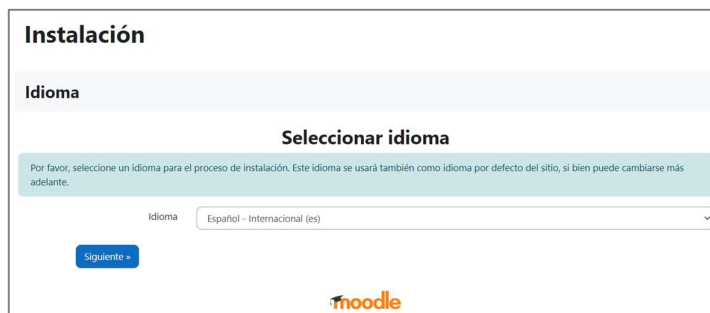 Instalación
Idioma
Seleccionar idioma
Por favor, seleccione un idioma para el proceso de instalación. Este idioma se usará también como idioma por defecto del sitio, si bien puede cambiarse más
adelante.
Idioma Español - Internacional (es)
Siguiente »
moodle